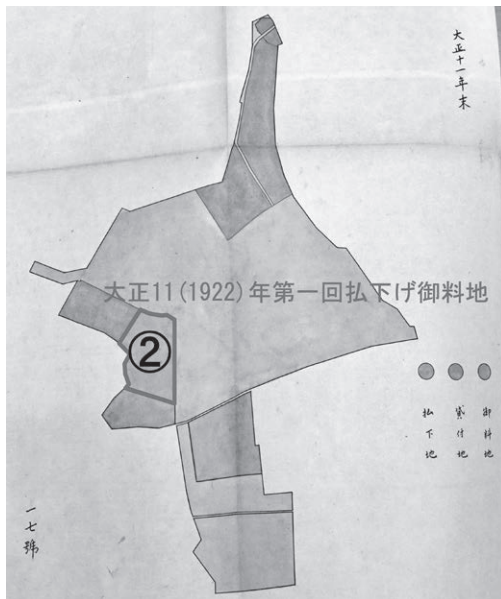 大正十一年末
大正11(1922)年第一回払下げ御料地
②
御料地
貸付地
払下地
一七號